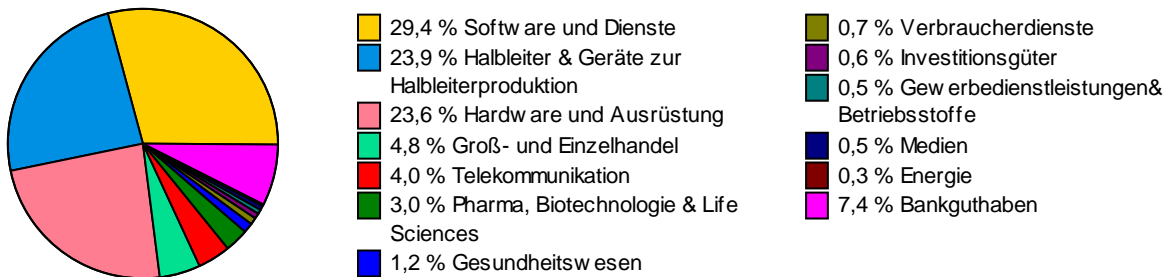 29,4 % Software und Dienste
23,9 % Halbleiter & Geräte zur
Halbleiterproduktion
23,6 % Hardware und Ausrüstung
4,8 % Groß- und Einzelhandel
4,0 % Telekommunikation
3,0 % Pharma, Biotechnologie & Life
Sciences
1,2 % Gesundheitswesen
0,7 % Verbraucherdienste
0,6 % Investitionsgüter
0,5 % Gewerbedienstleistungen&
Betriebsstoffe
0,5 % Medien
0,3 % Energie
7,4 % Bankguthaben